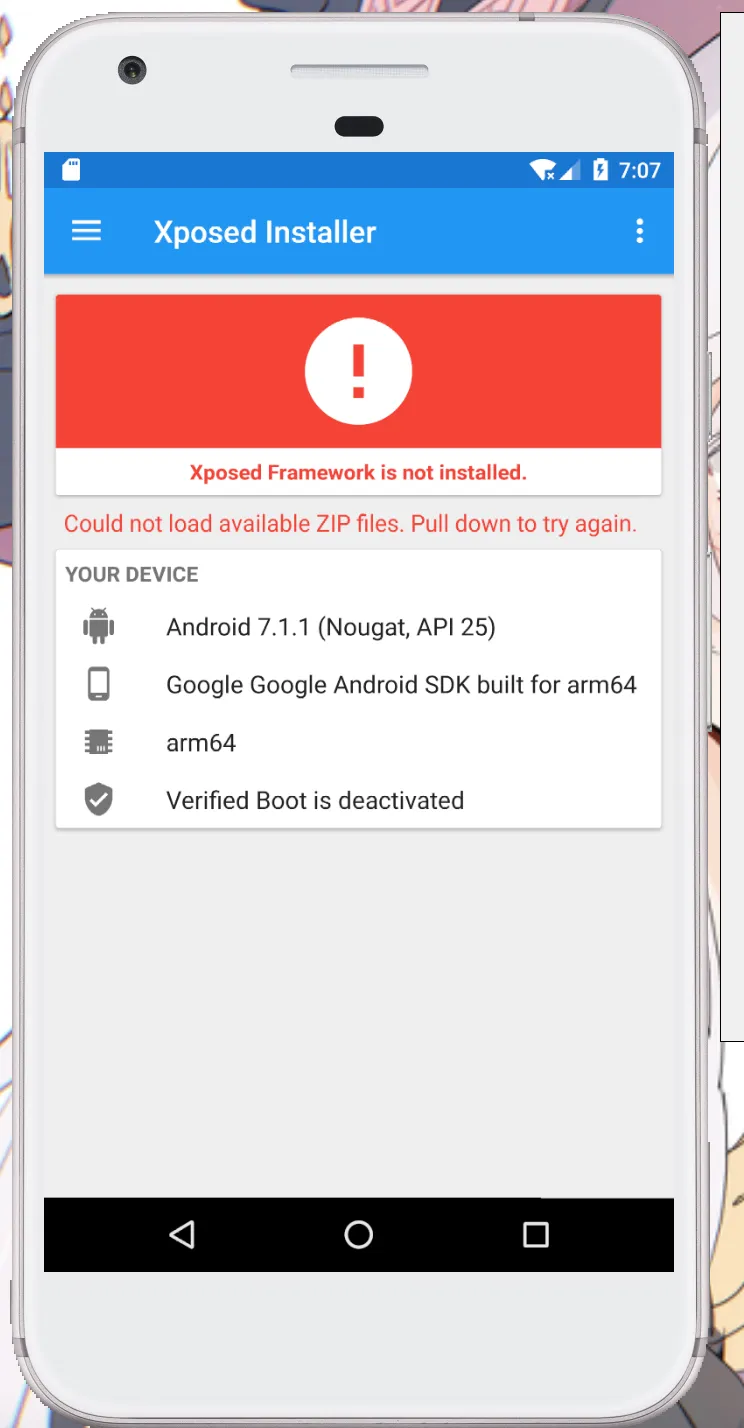 7:07
Xposed Installer
Xposed Framework is not installed.
Could not load available ZIP files. Pull down to try again.
YOUR DEVICE
Android 7.1.1 (Nougat, API 25)
Google Google Android SDK built for arm64
arm64
Verified Boot is deactivated